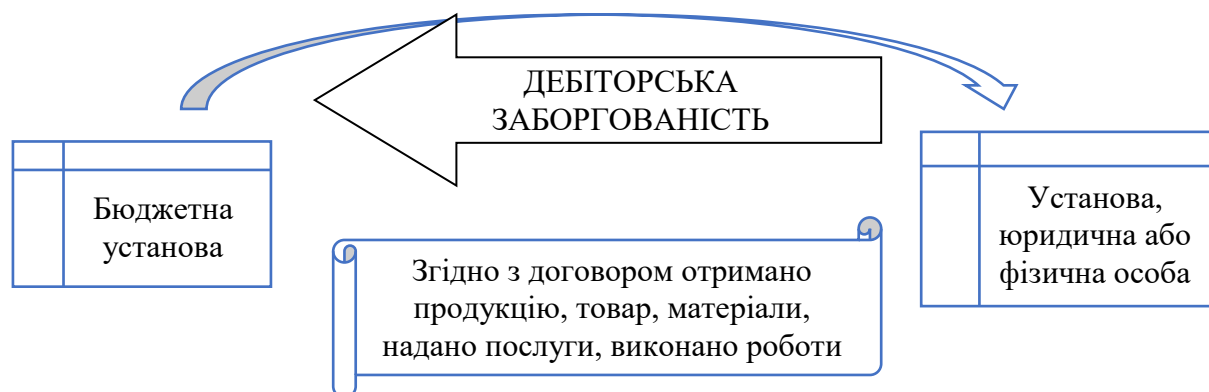 ДЕБІТОРСЬКА
ЗАБОРГОВАНІСТЬ
Бюджетна
установа
Установа,
юридична або
фізична особа
Згідно з договором отримано
продукцію, товар, матеріали,
надано послуги, виконано роботи